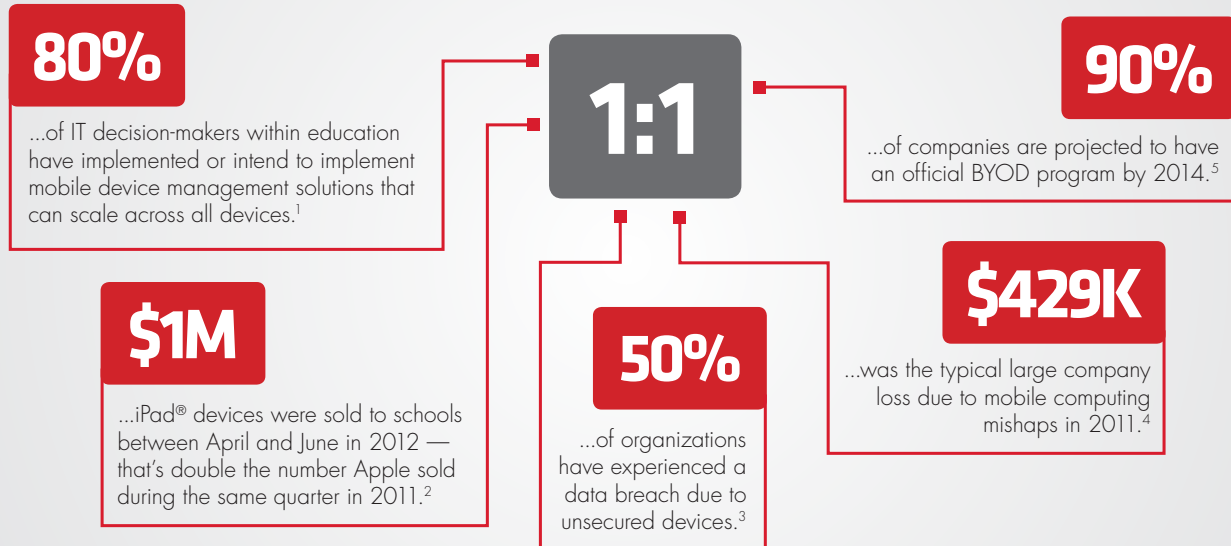 80%
...of IT decision-makers within education
have implemented or intend to implement
mobile device management solutions that
can scale across all devices.1
$1M
...iPad® devices were sold to schools
between April and June in 2012 —
that's double the number Apple sold
during the same quarter in 2011.2
1:1
50%
...of organizations
have experienced a
data breach due to
unsecured devices.3
90%
...of companies are projected to have
an official BYOD program by 2014.5
$429K
...was the typical large company
loss due to mobile computing
mishaps in 2011.4